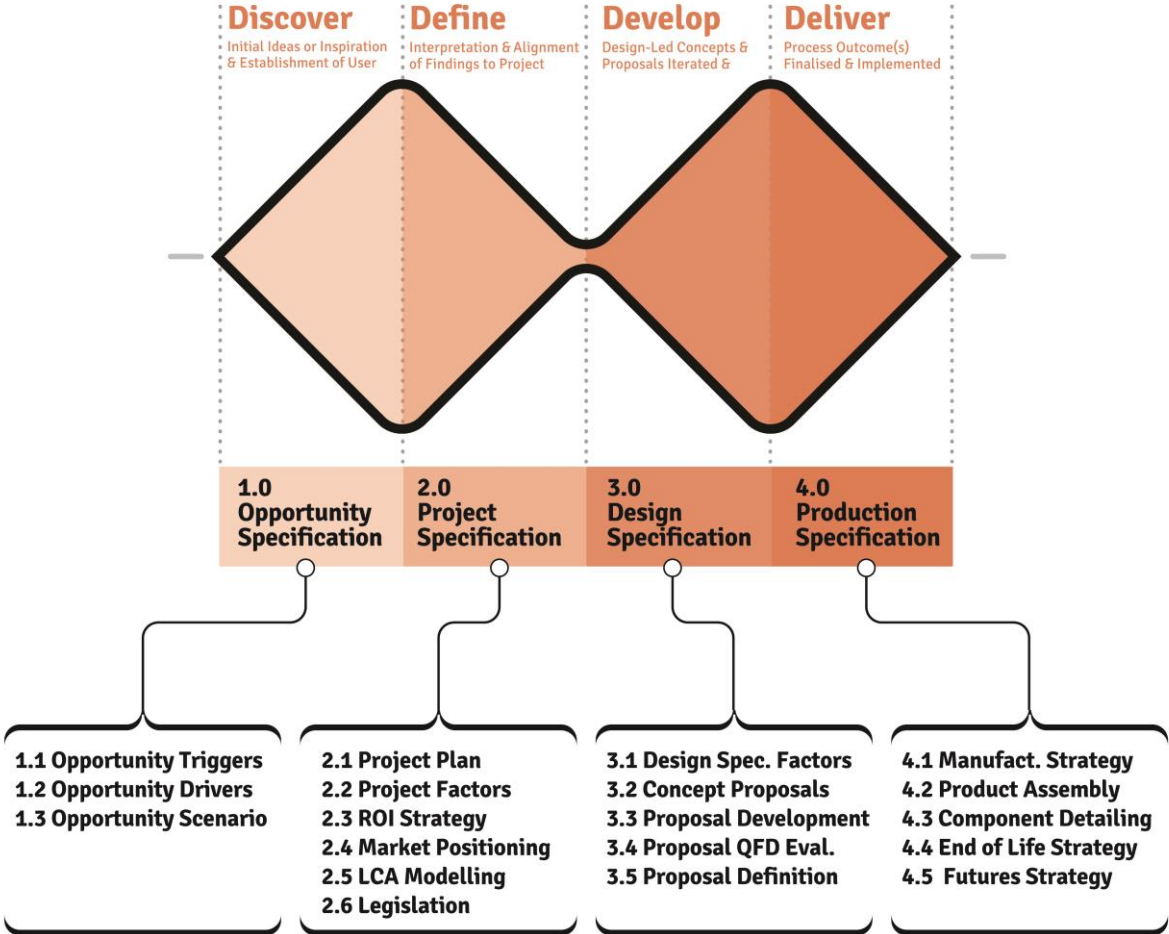 Discover
Initial Ideas or Inspiration
& Establishment of User
Define
Interpretation & Alignment
of Findings to Project
Develop
Design-Led Concepts &
Proposals Iterated &
Deliver
Process Outcome(s)
Finalised & Implemented
1.0
Opportunity
Specification
2.0
Project
Specification
3.0
Design
Specification
4.0
Production
Specification
1.1 Opportunity Triggers
1.2 Opportunity Drivers
1.3 Opportunity Scenario
2.1 Project Plan
2.2 Project Factors
2.3 ROI Strategy
2.4 Market Positioning
2.5 LCA Modelling
2.6 Legislation
3.1 Design Spec. Factors
3.2 Concept Proposals
3.3 Proposal Development
3.4 Proposal QFD Eval.
3.5 Proposal Definition
4.1 Manufact. Strategy
4.2 Product Assembly
4.3 Component Detailing
4.4 End of Life Strategy
4.5 Futures Strategy